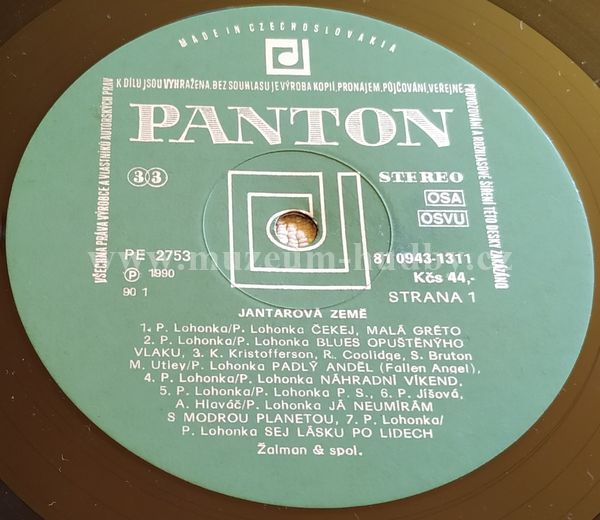 MADE IN CZECHOSLOVAKIA
VŠECHNA PRÁVA VÝROBCE A VLASTNÍKŮ AUTORSKÝCH PRÁV
K DÍLU JSOU VYHRAŽENA. BEZ SOUHLASU JE VÝROBA KOPIÍ, PRONÁJEM, PŮJČOVÁNÍ, VEŘEJNÉ
PROVOZOVÁNÍ A ROZHLASOVÉ ŠÍŘENÍ TÉTO DESKY ZAKÁZÁNO
PANTON
33
STEREO
OSA
OSVU
PE 2753
81 0943-1311
Ⓟ 1990
Kčs 44,-
90 1
STRANA 1
www.muzeum-hudby.cz
JANTAROVÁ ZEMĚ
1. P. Lohonka/P. Lohonka ČEKEJ, MALÁ GRÉTO
2. P. Lohonka/P. Lohonka BLUES OPUŠTĚNÝHO
VLAKU, 3. K. Kristofferson, R. Coolidge, S. Bruton
M. Utley/P. Lohonka PADLÝ ANDĚL (Fallen Angel),
4. P. Lohonka/P. Lohonka NÁHRADNÍ VÍKEND,
5. P. Lohonka/P. Lohonka P. S., 6. P. Jíšová,
A. Hlaváč/P. Lohonka JÁ NEUMÍRÁM
S MODROU PLANETOU, 7. P. Lohonka/
P. Lohonka SEJ LÁSKU PO LIDECH
Žalman & spol.